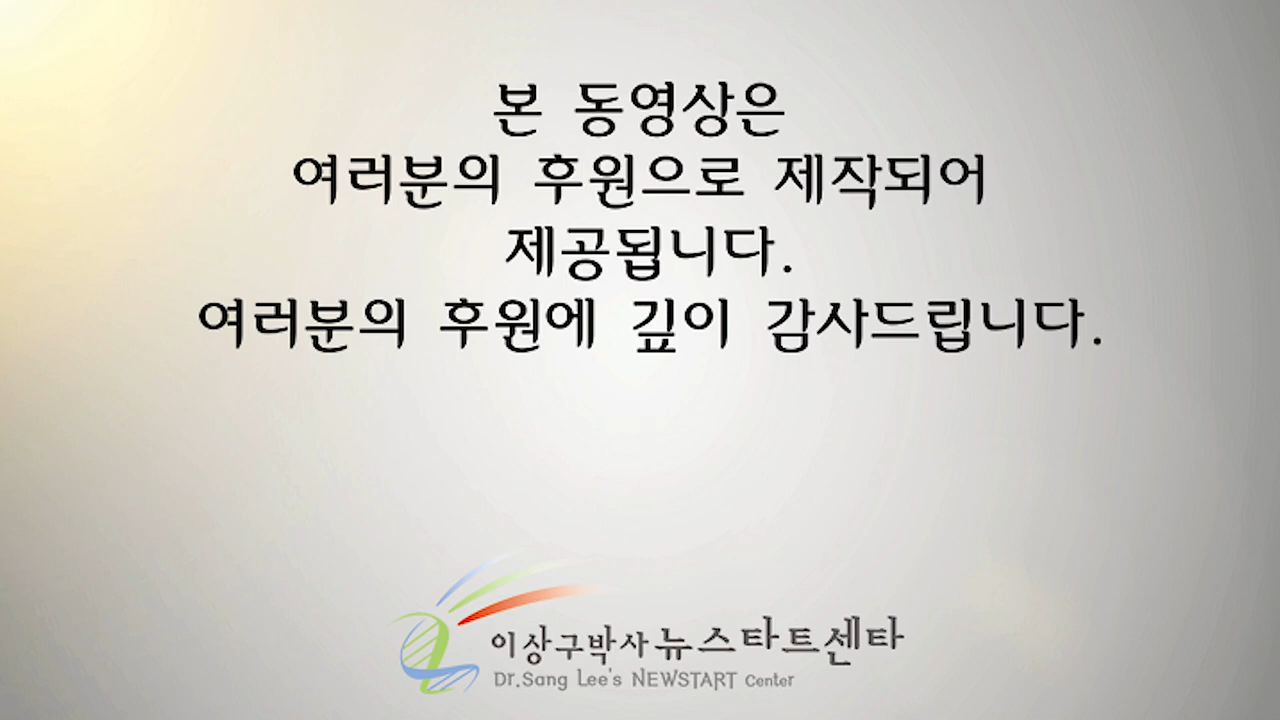 본 동영상은
여러분의 후원으로 제작되어
제공됩니다.
여러분의 후원에 깊이 감사드립니다.
이상구박사 뉴스타트센타
Dr.Sang Lee's NEWSTART Center